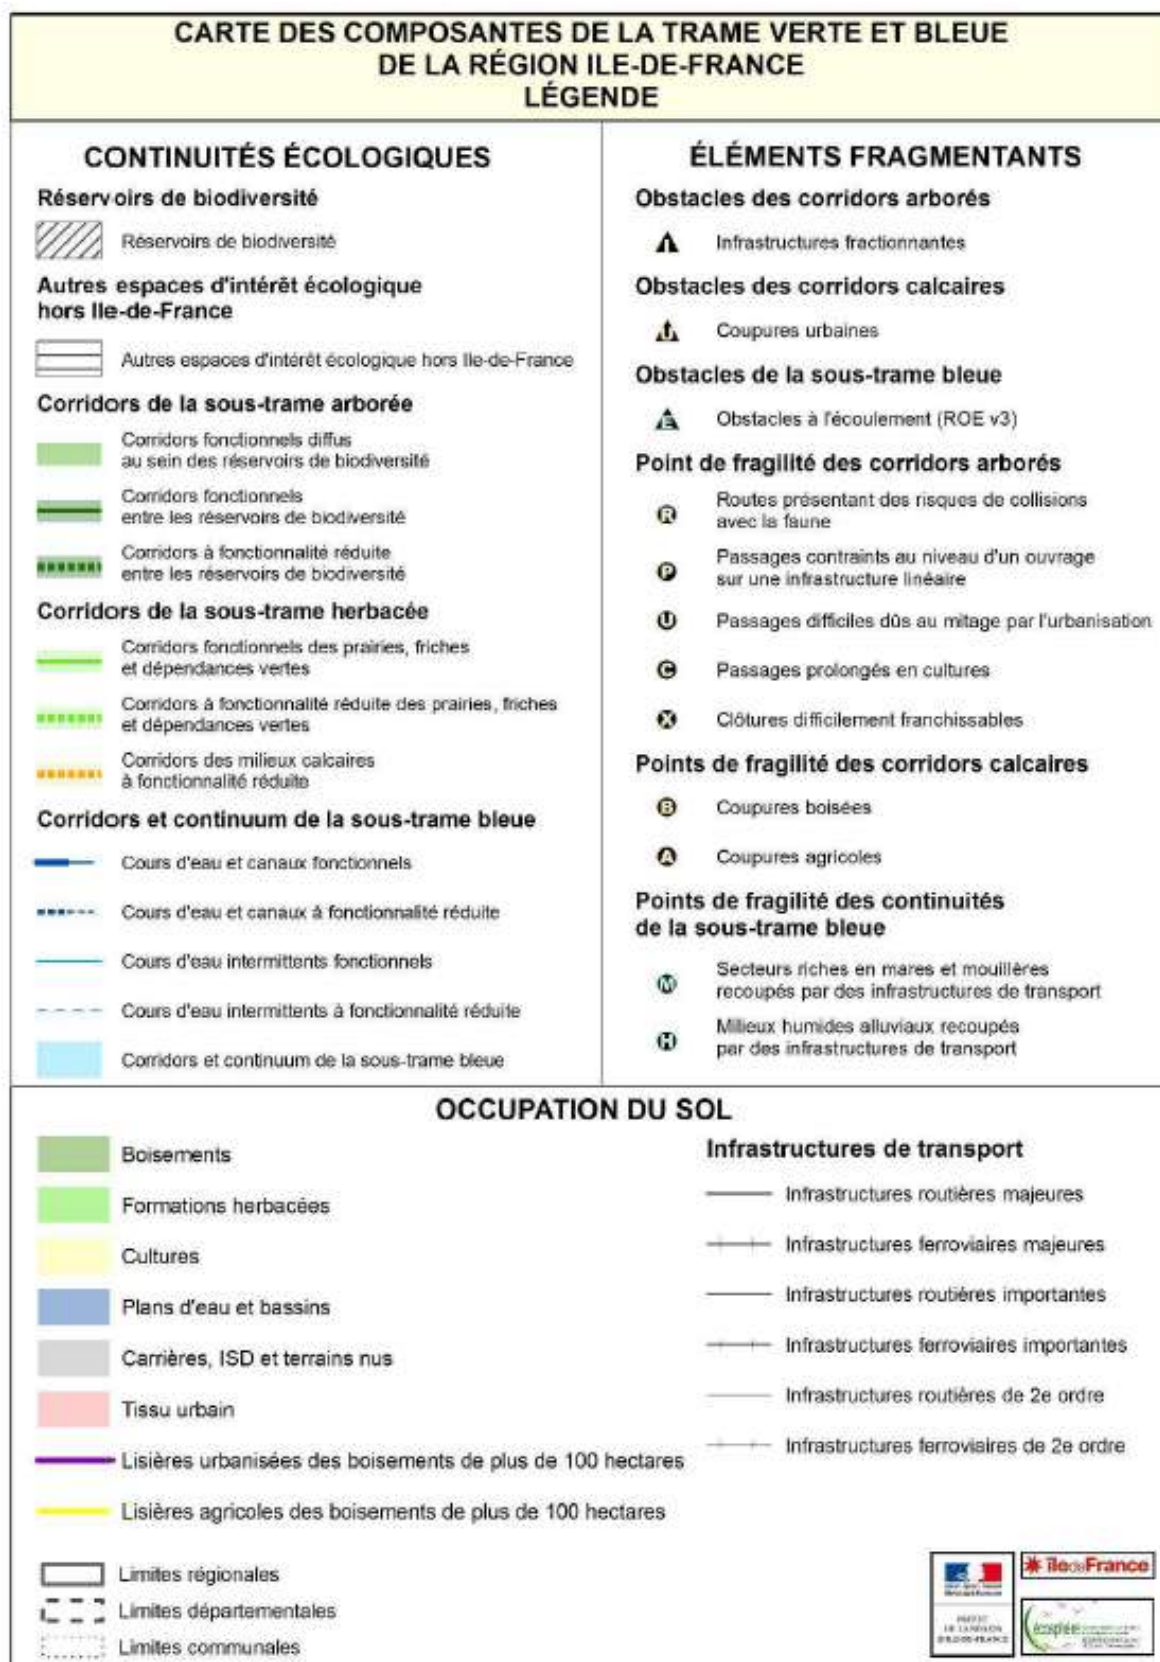 CARTE DES COMPOSANTES DE LA TRAME VERTE ET BLEUE
DE LA RÉGION ILE-DE-FRANCE
LÉGENDE
CONTINUITÉS ÉCOLOGIQUES
Réservoirs de biodiversité
Réservoirs de biodiversité
Autres espaces d'intérêt écologique
hors Ile-de-France
Autres espaces d'intérêt écologique hors Ile-de-France
Corridors de la sous-trame arborée
Corridors fonctionnels diffus
au sein des réservoirs de biodiversité
Corridors fonctionnels
entre les réservoirs de biodiversité
Corridors à fonctionnalité réduite
entre les réservoirs de biodiversité
Corridors de la sous-trame herbacée
Corridors fonctionnels des prairies, friches
et dépendances vertes
Corridors à fonctionnalité réduite des prairies, friches
et dépendances vertes
Corridors des milieux calcaires
à fonctionnalité réduite
Corridors et continuum de la sous-trame bleue
Cours d'eau et canaux fonctionnels
Cours d'eau et canaux à fonctionnalité réduite
Cours d'eau intermittents fonctionnels
Cours d'eau intermittents à fonctionnalité réduite
Corridors et continuum de la sous-trame bleue
ÉLÉMENTS FRAGMENTANTS
Obstacles des corridors arborés
Infrastructures fractionnantes
Obstacles des corridors calcaires
Coupures urbaines
Obstacles de la sous-trame bleue
E Obstacles à l'écoulement (ROE v3)
Point de fragilité des corridors arborés
R Routes présentant des risques de collisions
avec la faune
P Passages contraints au niveau d'un ouvrage
sur une infrastructure linéaire
U Passages difficiles dûs au mitage par l'urbanisation
C Passages prolongés en cultures
X Clôtures difficilement franchissables
Points de fragilité des corridors calcaires
B Coupures boisées
A Coupures agricoles
Points de fragilité des continuités
de la sous-trame bleue
M Secteurs riches en mares et mouillères
recoupés par des infrastructures de transport
H Milieux humides alluviaux recoupés
par des infrastructures de transport
OCCUPATION DU SOL
Boisements
Formations herbacées
Cultures
Plans d'eau et bassins
Carrières, ISD et terrains nus
Tissu urbain
Lisières urbanisées des boisements de plus de 100 hectares
Lisières agricoles des boisements de plus de 100 hectares
Limites régionales
Limites départementales
Limites communales
Infrastructures de transport
Infrastructures routières majeures
Infrastructures ferroviaires majeures
Infrastructures routières importantes
Infrastructures ferroviaires importantes
Infrastructures routières de 2e ordre
Infrastructures ferroviaires de 2e ordre
PRÉFET
DE LA RÉGION
D'ILE-DE-FRANCE
île de France
écosphère